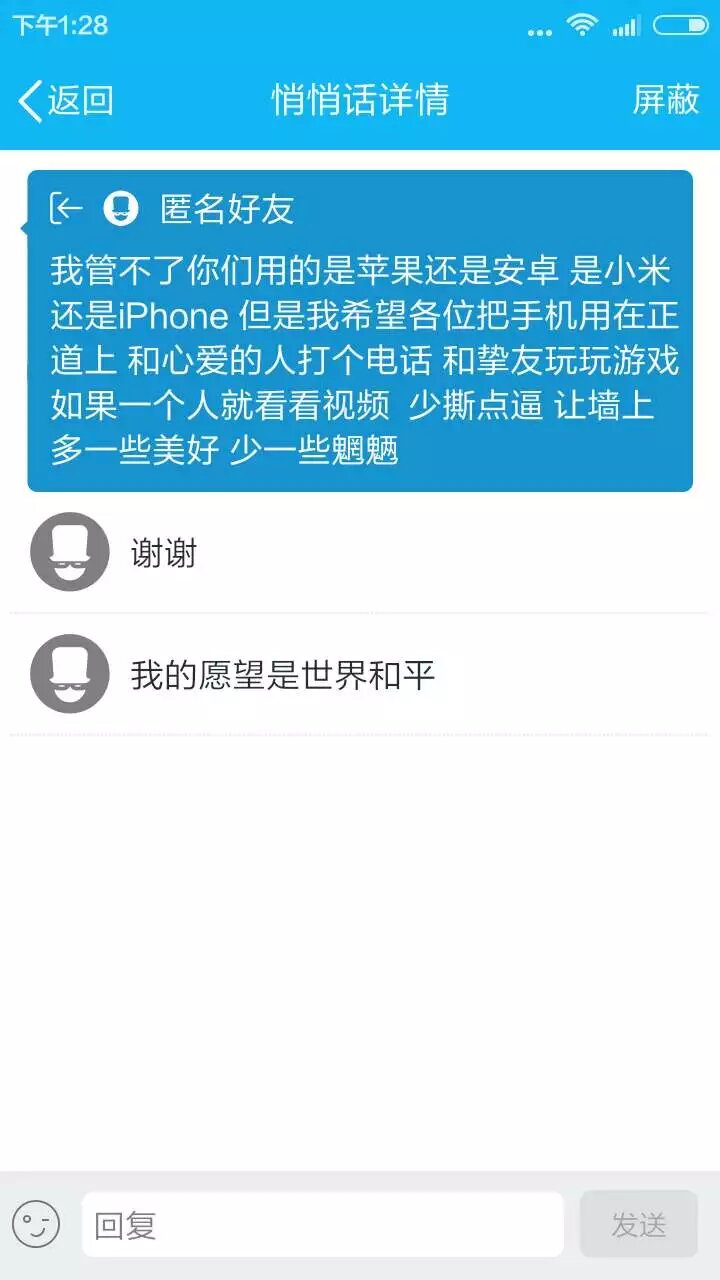 下午1:28
返回
悄悄话详情
屏蔽
匿名好友
我管不了你们用的是苹果还是安卓 是小米
还是iPhone 但是我希望各位把手机用在正
道上 和心爱的人打个电话 和挚友玩玩游戏
如果一个人就看看视频  少撕点逼 让墙上
多一些美好 少一些魍魉
谢谢
我的愿望是世界和平
回复
发送